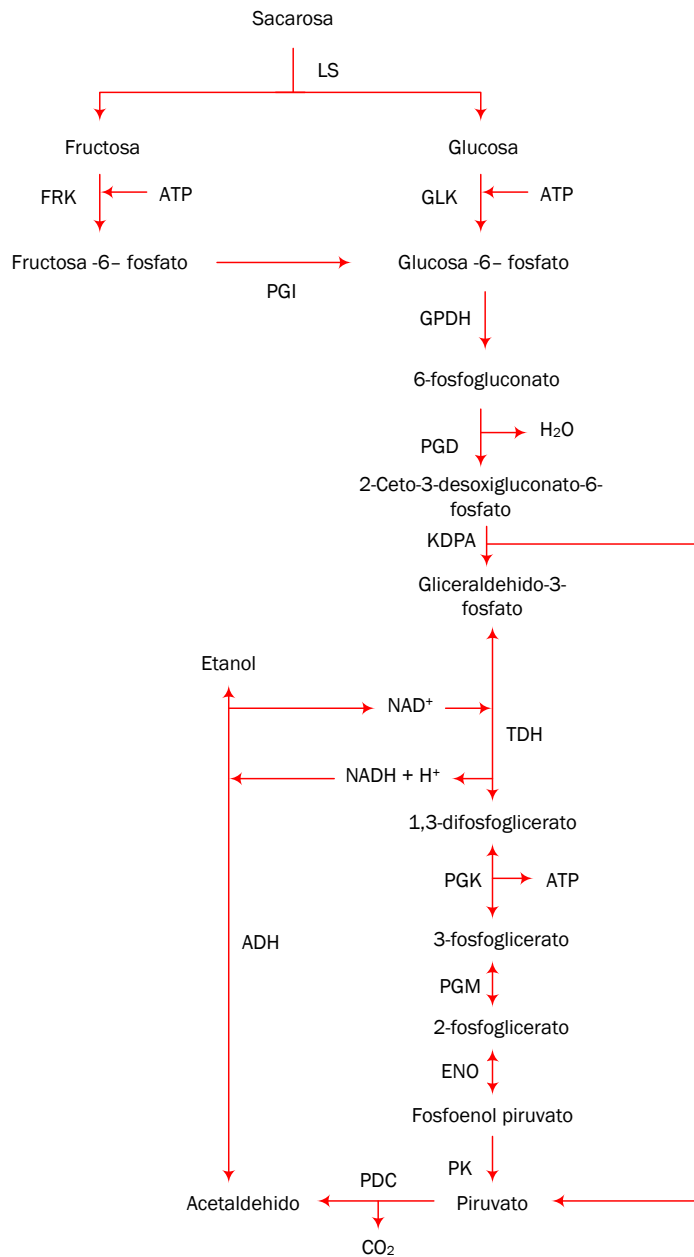 Sacarosa
LS
Fructosa
Glucosa
FRK
ATP
GLK
ATP
Fructosa -6– fosfato
Glucosa -6– fosfato
PGI
GPDH
6-fosfogluconato
PGD
H₂O
2-Ceto-3-desoxigluconato-6-
fosfato
KDPA
Gliceraldehido-3-
fosfato
Etanol
NAD⁺
TDH
NADH + H⁺
1,3-difosfoglicerato
PGK
ATP
3-fosfoglicerato
ADH
PGM
2-fosfoglicerato
ENO
Fosfoenol piruvato
PK
PDC
Acetaldehido
Piruvato
CO₂